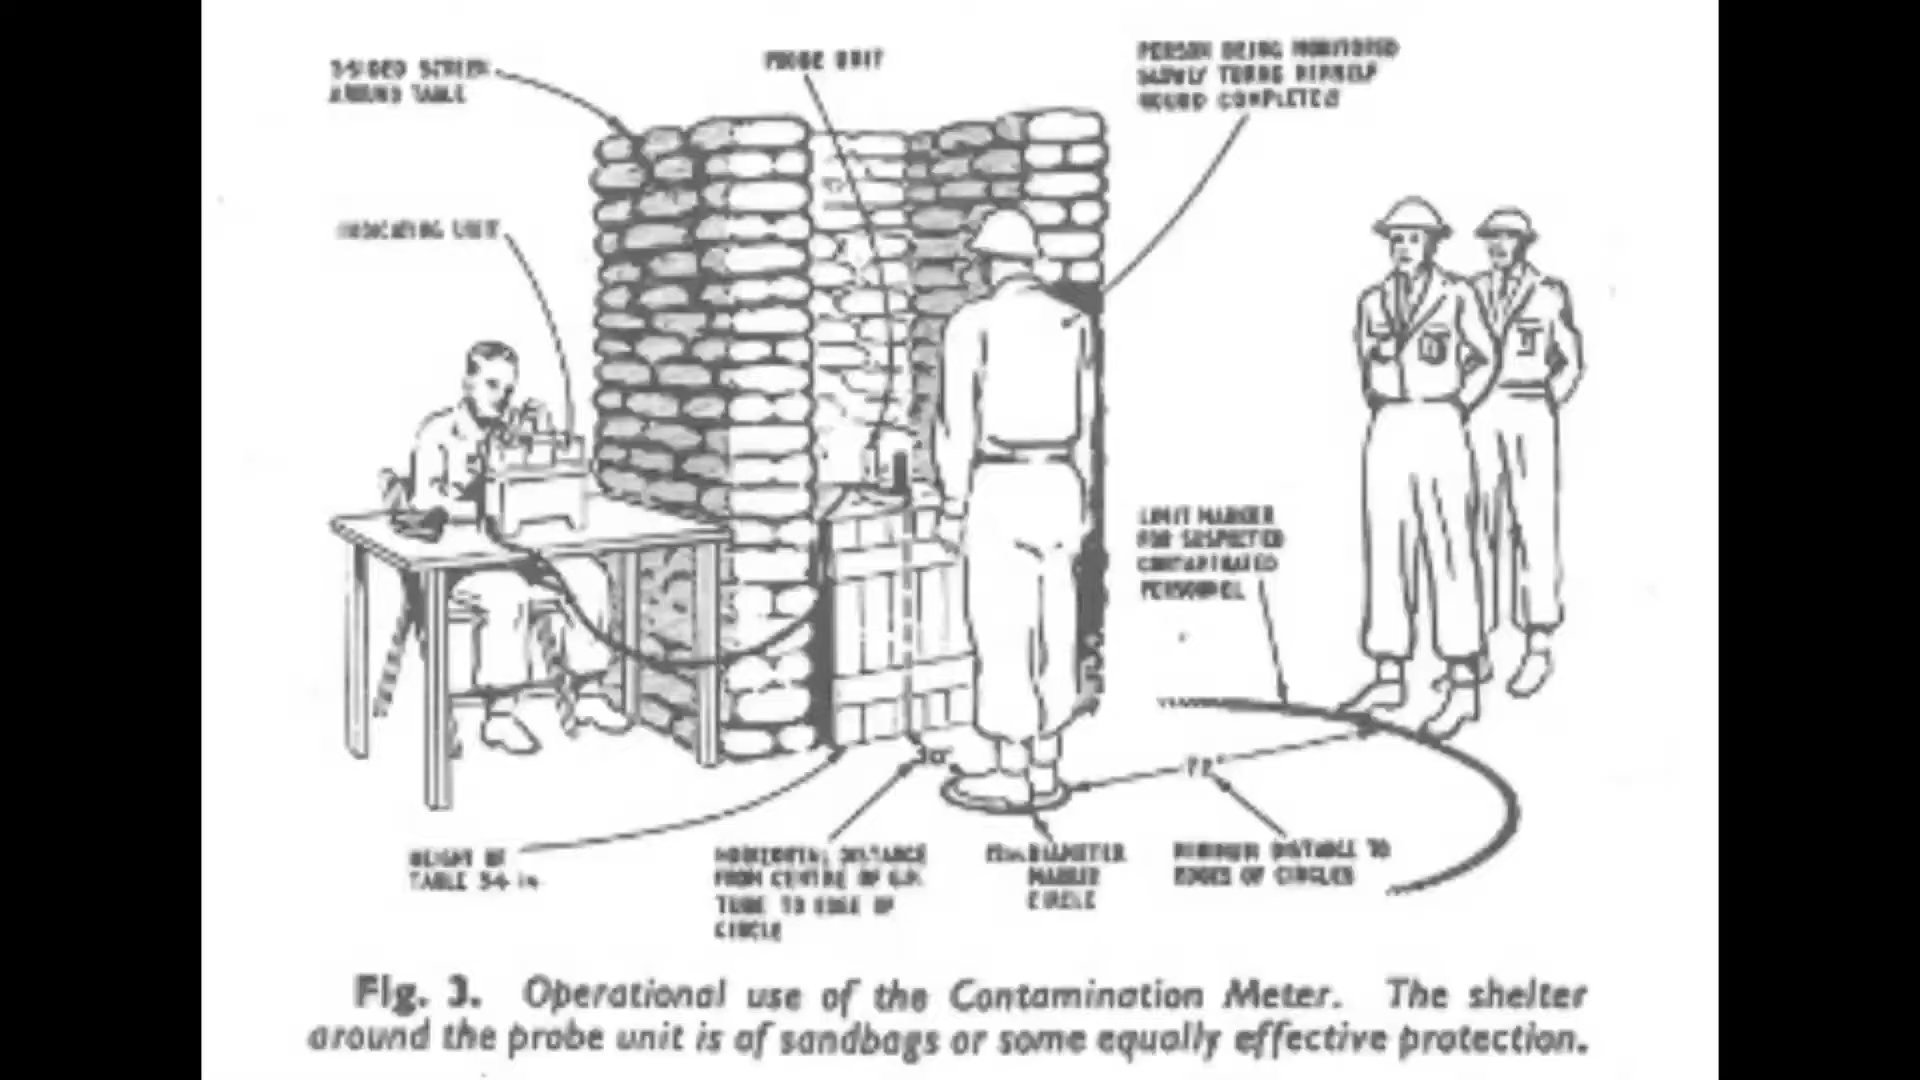 3-SIDED SCREEN
AROUND TABLE
PROBE UNIT
PERSON BEING MONITORED
SLOWLY TURNS HIMSELF
ROUND COMPLETELY
INDICATING UNIT
LIMIT MARKER
FOR SUSPECTED
CONTAMINATED
PERSONNEL
HEIGHT OF
TABLE 54 IN
HORIZONTAL DISTANCE
FROM CENTRE OF G.M.
TUBE TO EDGE OF
CIRCLE
DIAMETER
MARKER
CIRCLE
MINIMUM DISTANCE TO
EDGES OF CIRCLES
Fig. 3. Operational use of the Contamination Meter. The shelter
around the probe unit is of sandbags or some equally effective protection.